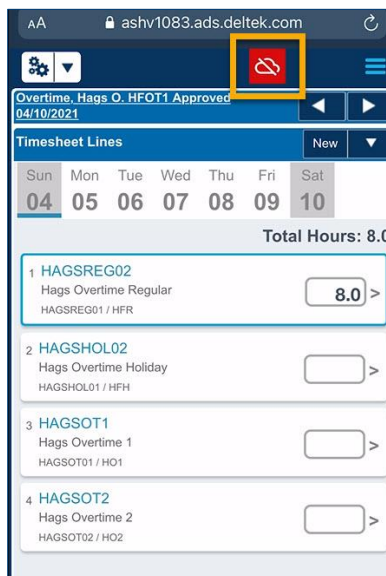 AA ashv1083.ads.deltek.com
Overtime, Hags O. HFOT1 Approved
04/10/2021
Timesheet Lines New
Sun Mon Tue Wed Thu Fri Sat
04 05 06 07 08 09 10
Total Hours: 8.0
1 HAGSREG02
Hags Overtime Regular 8.0 >
HAGSREG01 / HFR
2 HAGSHOL02
Hags Overtime Holiday >
HAGSHOL01 / HFH
3 HAGSOT1
Hags Overtime 1 >
HAGSOT01 / HO1
4 HAGSOT2
Hags Overtime 2 >
HAGSOT02 / HO2